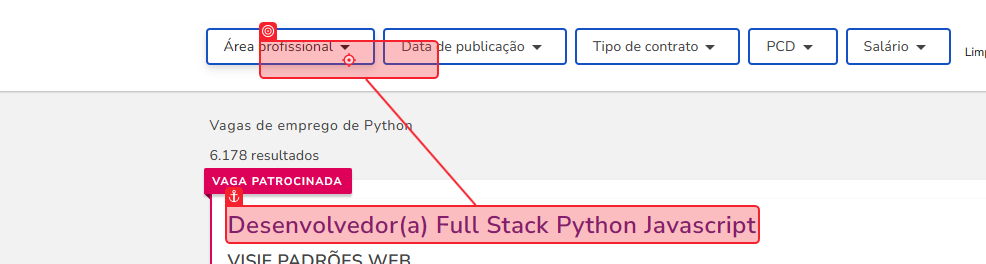 Área profissional Data de publicação Tipo de contrato PCD Salário
Limp
Vagas de emprego de Python
6.178 resultados
VAGA PATROCINADA
Desenvolvedor(a) Full Stack Python Javascript
VISIE PADRÕES WEB